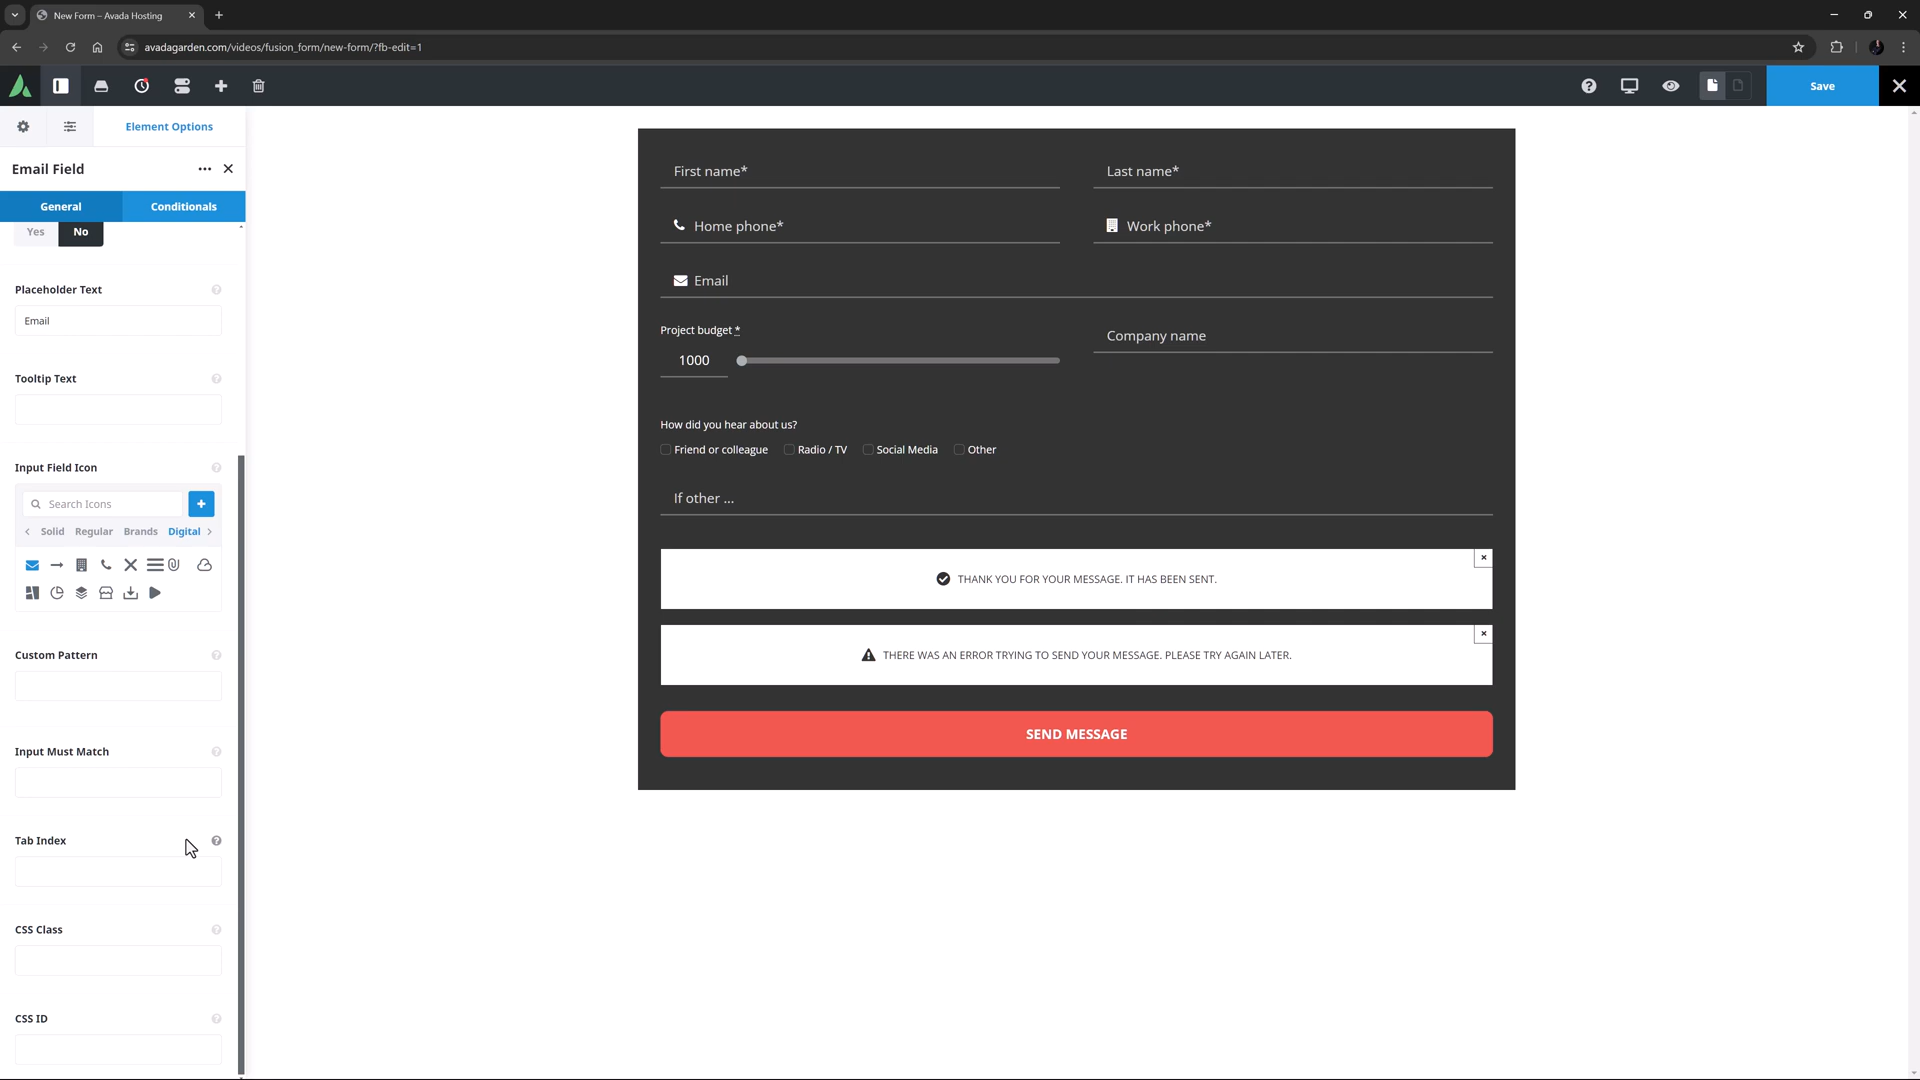 New Form – Avada Hosting
avadagarden.com/videos/fusion_form/new-form/?fb-edit=1
Save
Element Options
Email Field
General Conditionals
Yes No
Placeholder Text
Email
Tooltip Text
Input Field Icon
Search Icons
Solid Regular Brands Digital
Custom Pattern
Input Must Match
Tab Index
CSS Class
CSS ID
First name* Last name*
Home phone* Work phone*
Email
Project budget *
Company name
1000
How did you hear about us?
Friend or colleague Radio / TV Social Media Other
If other ...
THANK YOU FOR YOUR MESSAGE. IT HAS BEEN SENT.
THERE WAS AN ERROR TRYING TO SEND YOUR MESSAGE. PLEASE TRY AGAIN LATER.
SEND MESSAGE